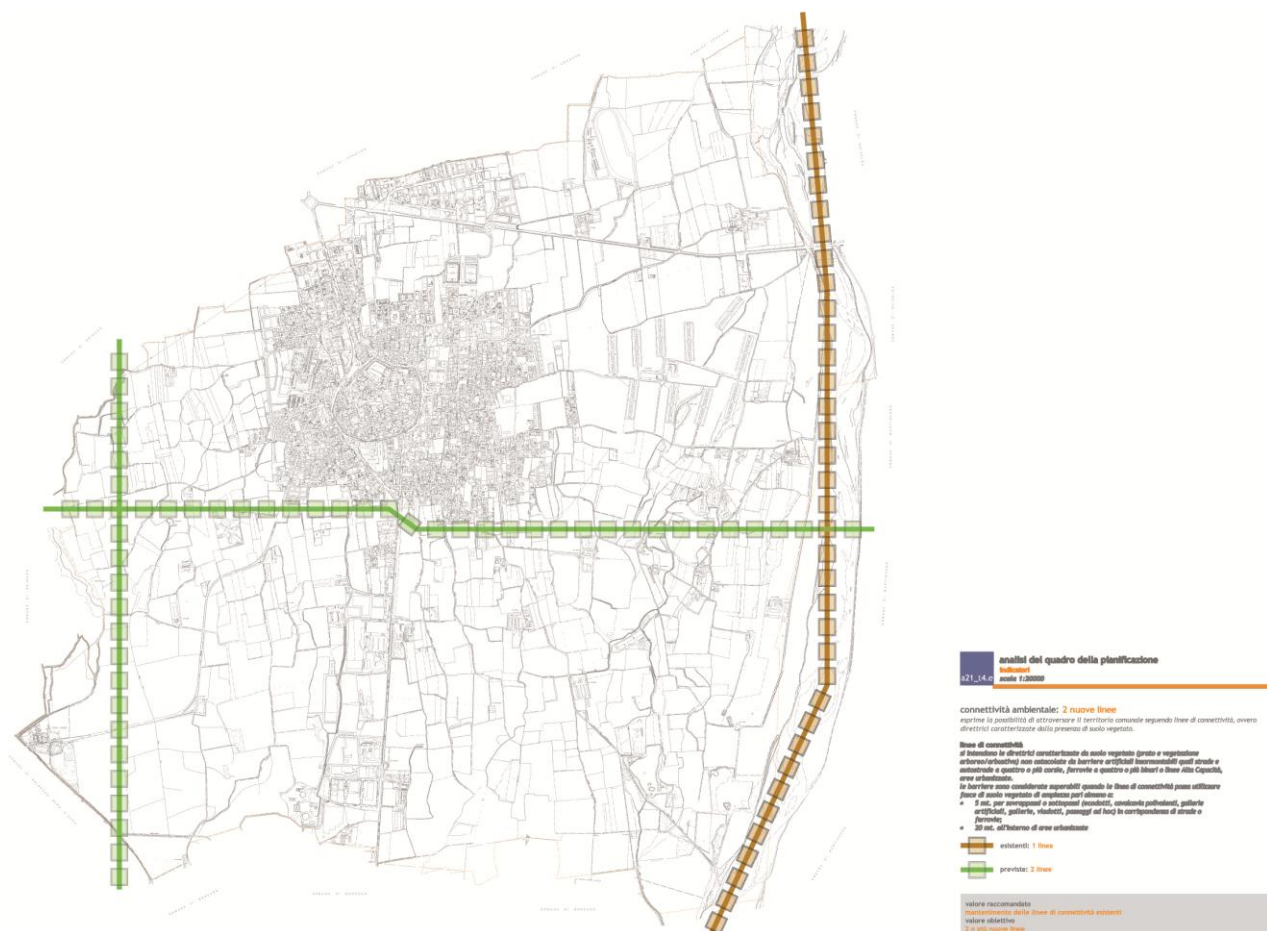 analisi del quadro della pianificazione
indicatori
a21_t4.e
scala 1:20000
connettività ambientale: 2 nuove linee
esprime la possibilità di attraversare il territorio comunale seguendo linee di connettività, ovvero
direttrici caratterizzate dalla presenza di suolo vegetato.
linee di connettività
si intendono le direttrici caratterizzate da suolo vegetato (prato e vegetazione
arborea/arbustiva) non ostacolate da barriere artificiali insormontabili quali strade e
autostrade a quattro o più corsie, ferrovie a quattro o più binari o linee Alta Capacità,
aree urbanizzate.
le barriere sono considerate superabili quando le linee di connettività possa utilizzare
fasce di suolo vegetato di ampiezza pari almeno a:
• 5 mt. per sovrappassi o sottopassi (ecodotti, cavalcavia polivalenti, gallerie
artificiali, gallerie, viadotti, passaggi ad hoc) in corrispondenza di strade o
ferrovie;
• 20 mt. all'interno di aree urbanizzate
esistenti: 1 linea
previste: 2 linee
valore raccomandato
mantenimento delle linee di connettività esistenti
valore obiettivo
2 o più nuove linee